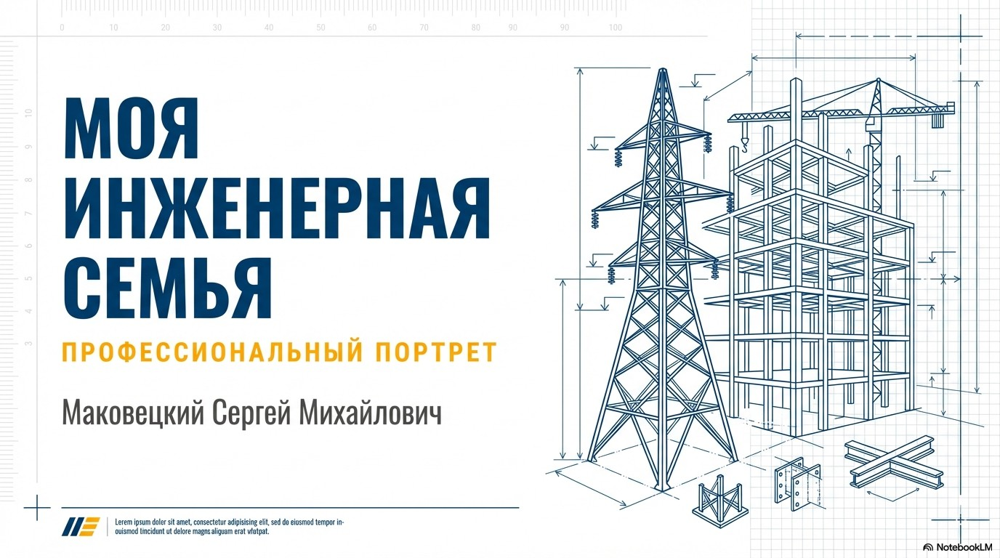 0 10 20 30 40 50 60 70 80 90 90 100
10
9
8
7
6
5
4
3
МОЯ
ИНЖЕНЕРНАЯ
СЕМЬЯ
ПРОФЕССИОНАЛЬНЫЙ ПОРТРЕТ
Маковецкий Сергей Михайлович
Lorem ipsum dolor sit amet, consectetur adipisising elit, sed do eiusmod tempor in-
ouismod tincidunt ut delore magns aliguam erat vfatpat.
NotebookLM